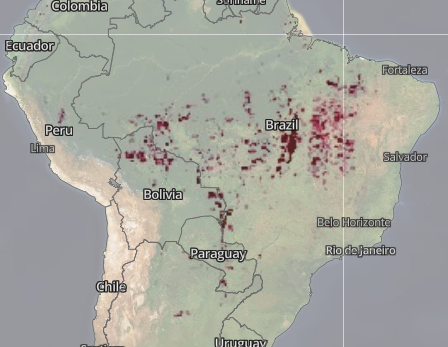 Colombia
Suriname
Ecuador
Fortaleza
Brazil
Peru
Lima
Salvador
Bolivia
Belo Horizonte
Rio de Janeiro
Paraguay
Chile
Uruguay